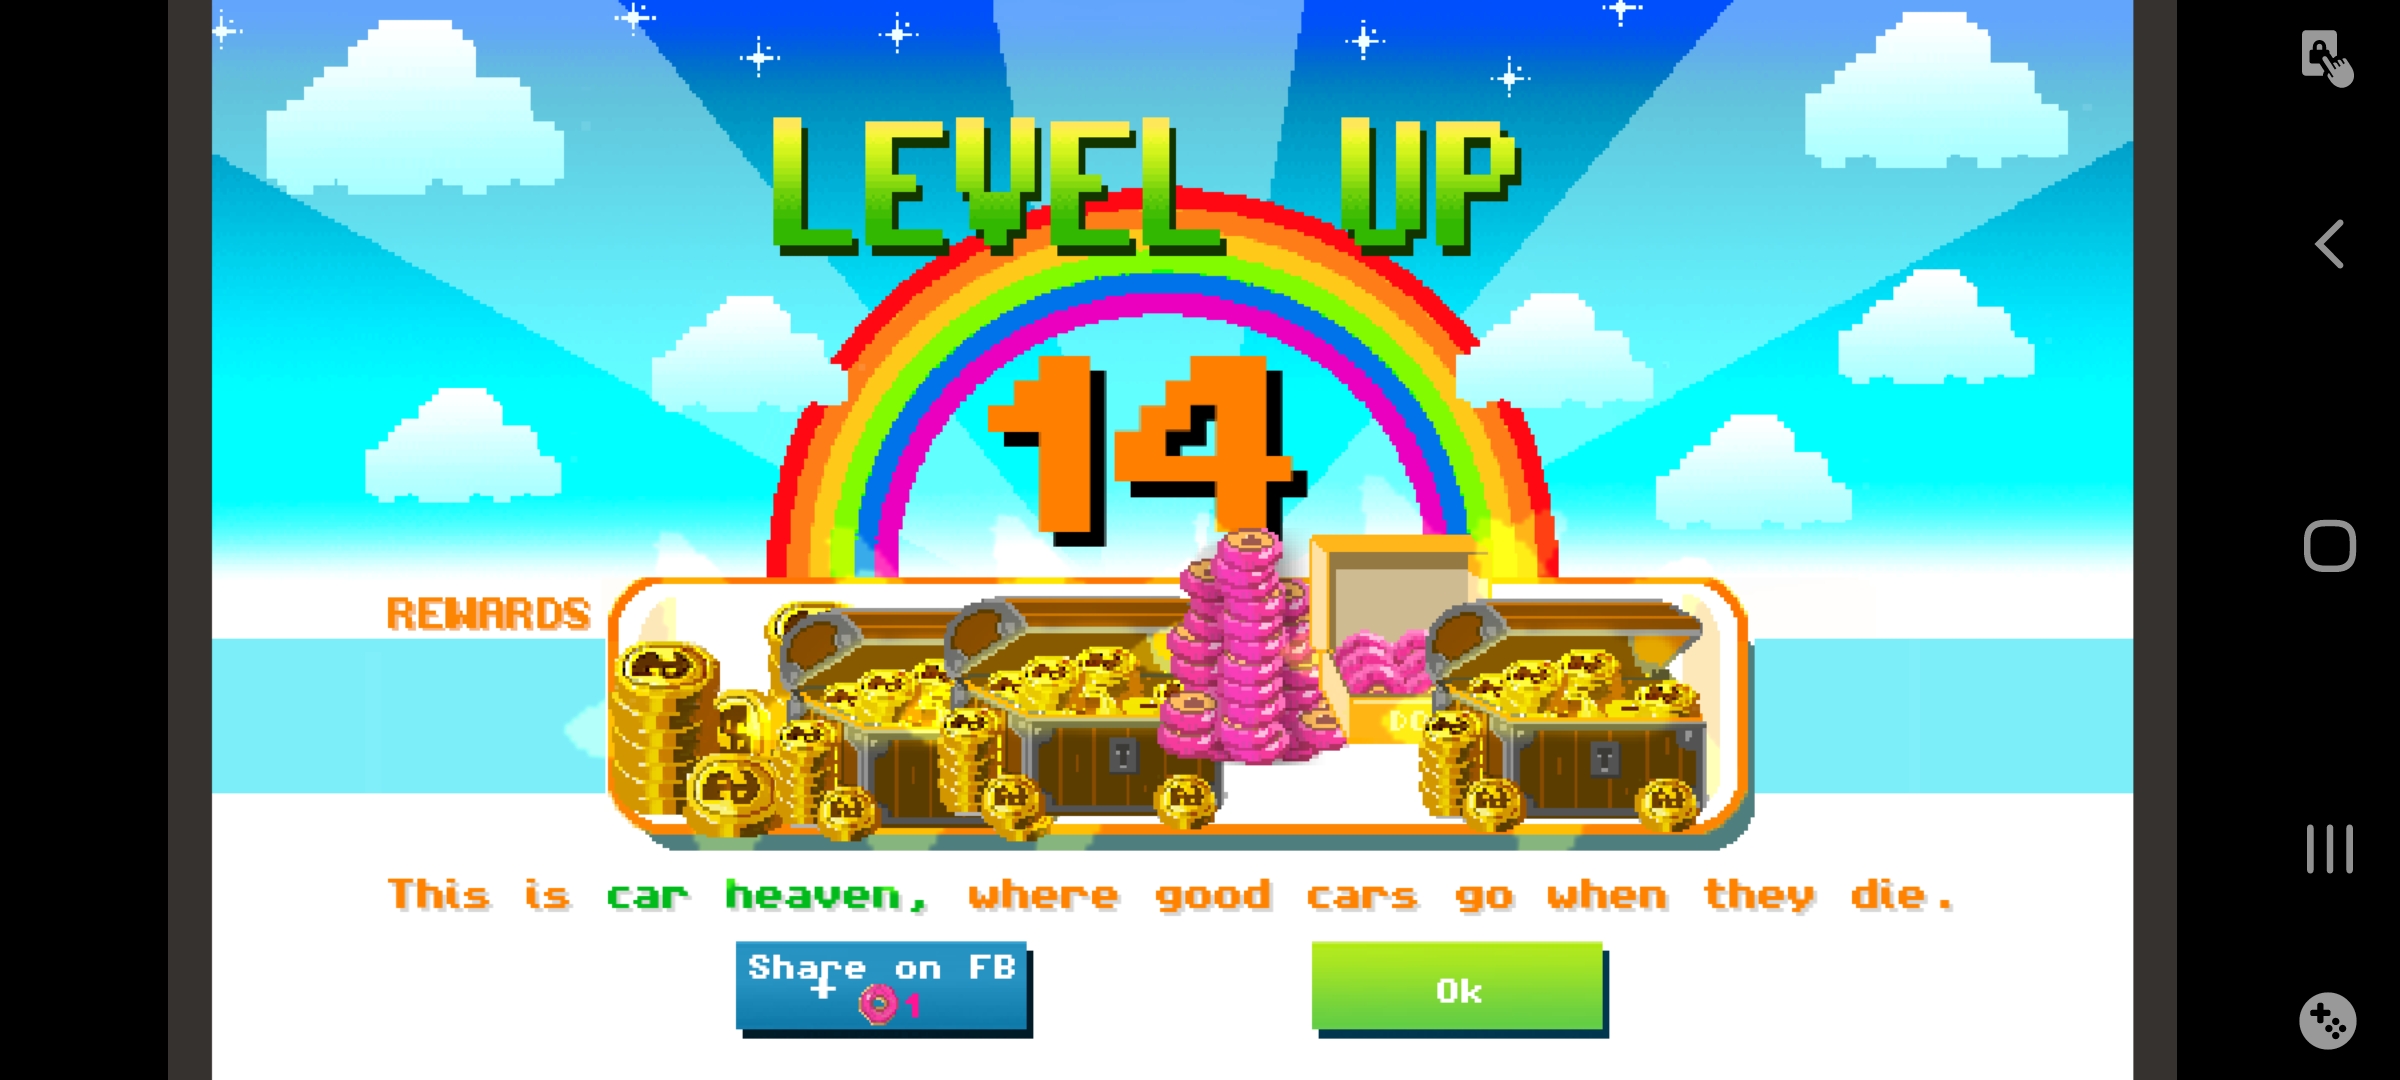 LEVEL UP
14
REWARDS
DO
This is car heaven, where good cars go when they die.
Share on FB
+ 1
Ok